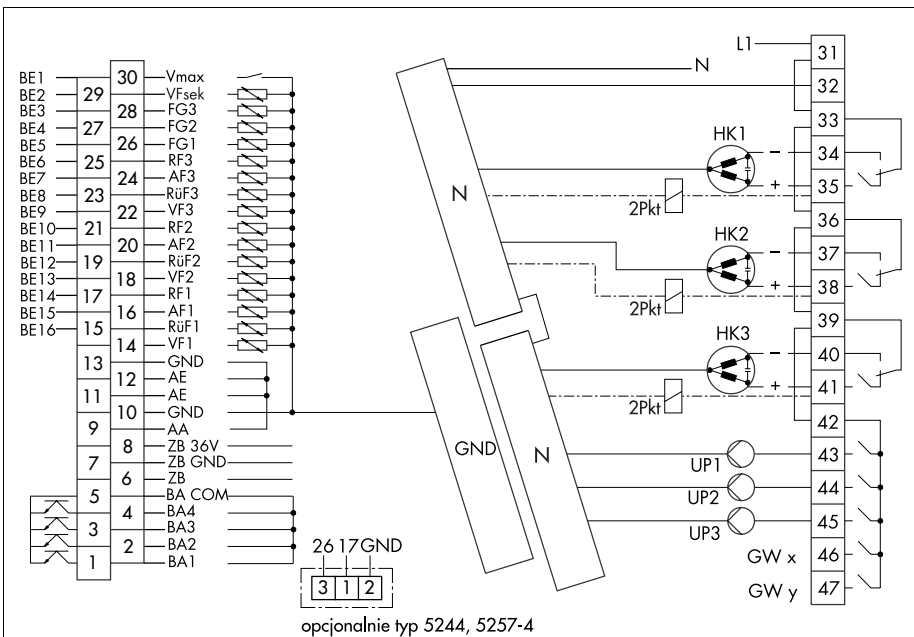 L1 31
BE1 30 Vmax N 32
BE2 29 VFsek
BE3 28 FG3 33
BE4 27 FG2 HK1
BE5 26 FG1 − 34
BE6 25 RF3
BE7 24 AF3 + 35
BE8 23 RüF3 N 2Pkt
BE9 22 VF3 36
BE10 21 RF2 HK2
BE11 20 AF2 − 37
BE12 19 RüF2
BE13 18 VF2 + 38
BE14 17 RF1 2Pkt
BE15 16 AF1 39
BE16 15 RüF1 HK3
14 VF1 − 40
13 GND
12 AE + 41
11 AE
10 GND 2Pkt
9 AA 42
8 ZB 36V GND N UP1 43
7 ZB GND
6 ZB UP2 44
5 BA COM
4 BA4 UP3 45
3 BA3
2 BA2 GW x 46
1 BA1
26 17 GND
3 1 2 GW y 47
opcjonalnie typ 5244, 5257-4